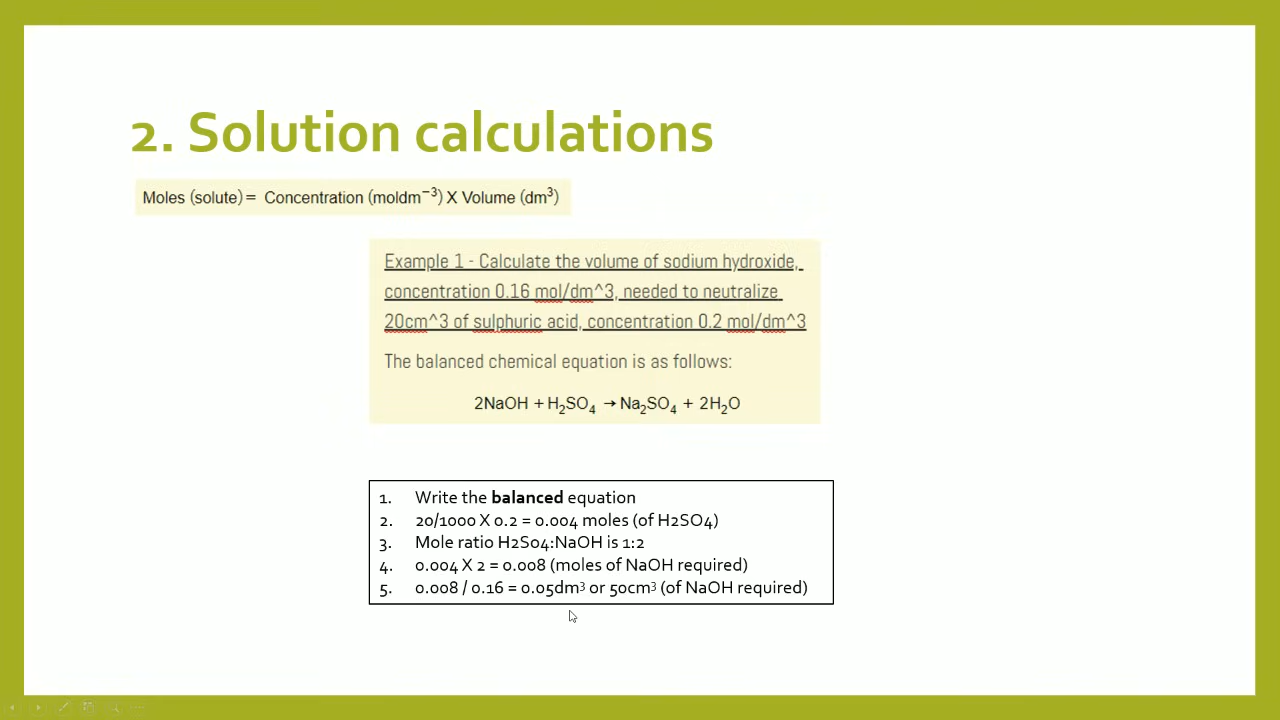 2. Solution calculations
Moles (solute) = Concentration (moldm⁻³) X Volume (dm³)
Example 1 - Calculate the volume of sodium hydroxide,
concentration 0.16 mol/dm^3, needed to neutralize
20cm^3 of sulphuric acid, concentration 0.2 mol/dm^3
The balanced chemical equation is as follows:
2NaOH + H₂SO₄ → Na₂SO₄ + 2H₂O
1. Write the balanced equation
2. 20/1000 X 0.2 = 0.004 moles (of H2SO4)
3. Mole ratio H2So4:NaOH is 1:2
4. 0.004 X 2 = 0.008 (moles of NaOH required)
5. 0.008 / 0.16 = 0.05dm³ or 50cm³ (of NaOH required)